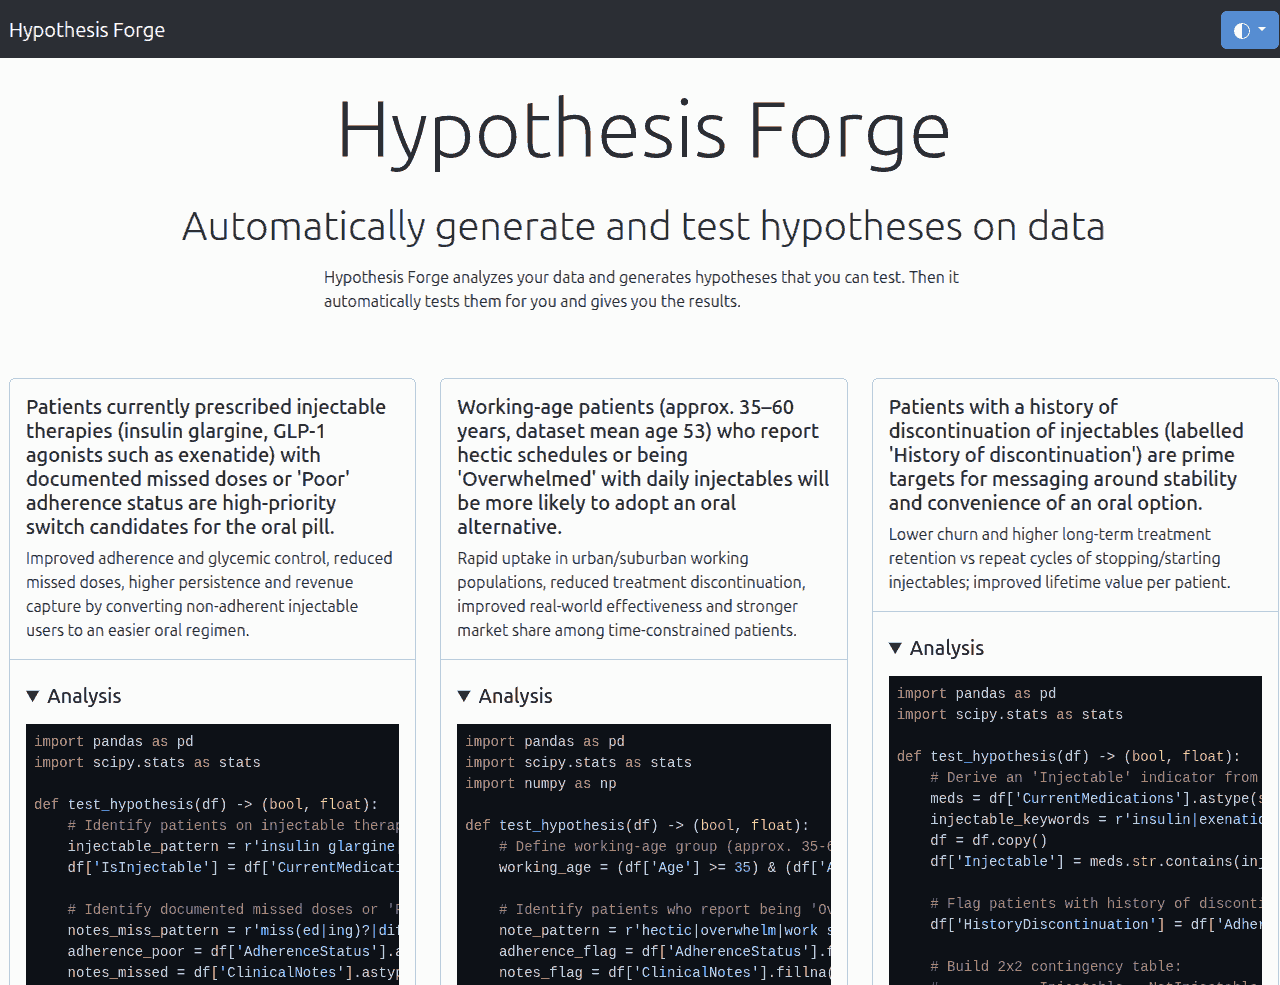 Hypothesis Forge
Hypothesis Forge
Automatically generate and test hypotheses on data
Hypothesis Forge analyzes your data and generates hypotheses that you can test. Then it
automatically tests them for you and gives you the results.
Patients currently prescribed injectable
therapies (insulin glargine, GLP-1
agonists such as exenatide) with
documented missed doses or 'Poor'
adherence status are high-priority
switch candidates for the oral pill.
Improved adherence and glycemic control, reduced
missed doses, higher persistence and revenue
capture by converting non-adherent injectable
users to an easier oral regimen.
▼ Analysis
import pandas as pd
import scipy.stats as stats
def test_hypothesis(df) -> (bool, float):
# Identify patients on injectable therap
injectable_pattern = r'insulin glargine
df['IsInjectable'] = df['CurrentMedicati
# Identify documented missed doses or 'P
notes_miss_pattern = r'miss(ed|ing)?|dif
adherence_poor = df['AdherenceStatus'].a
notes_missed = df['ClinicalNotes'].astyp
Working-age patients (approx. 35–60
years, dataset mean age 53) who report
hectic schedules or being
'Overwhelmed' with daily injectables will
be more likely to adopt an oral
alternative.
Rapid uptake in urban/suburban working
populations, reduced treatment discontinuation,
improved real-world effectiveness and stronger
market share among time-constrained patients.
▼ Analysis
import pandas as pd
import scipy.stats as stats
import numpy as np
def test_hypothesis(df) -> (bool, float):
# Define working-age group (approx. 35-6
working_age = (df['Age'] >= 35) & (df['A
# Identify patients who report being 'Ov
note_pattern = r'hectic|overwhelm|work s
adherence_flag = df['AdherenceStatus'].f
notes_flag = df['ClinicalNotes'].fillna(
Patients with a history of
discontinuation of injectables (labelled
'History of discontinuation') are prime
targets for messaging around stability
and convenience of an oral option.
Lower churn and higher long-term treatment
retention vs repeat cycles of stopping/starting
injectables; improved lifetime value per patient.
▼ Analysis
import pandas as pd
import scipy.stats as stats
def test_hypothesis(df) -> (bool, float):
# Derive an 'Injectable' indicator from
meds = df['CurrentMedications'].astype(s
injectable_keywords = r'insulin|exenatid
df = df.copy()
df['Injectable'] = meds.str.contains(inj
# Flag patients with history of disconti
df['HistoryDiscontinuation'] = df['Adher
# Build 2x2 contingency table: